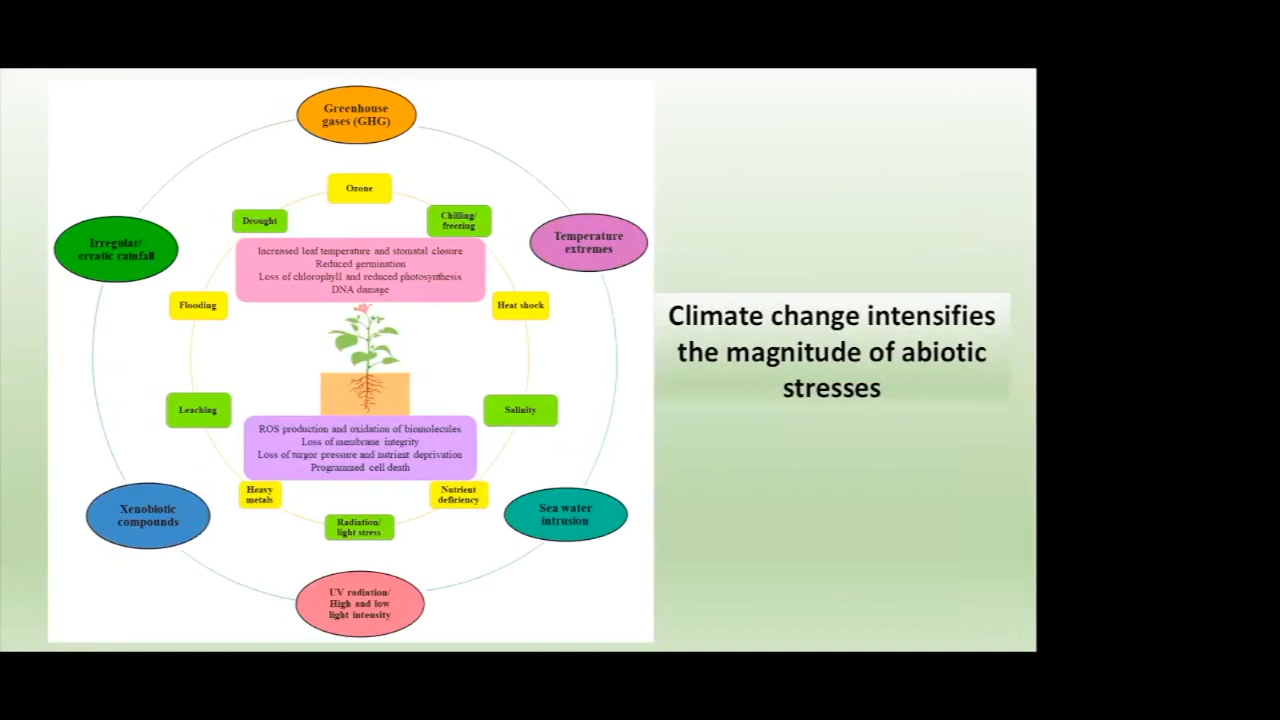 Greenhouse
gases (GHG)
Ozone
Drought
Chilling/
freezing
Irregular/
erratic rainfall
Temperature
extremes
Increased leaf temperature and stomatal closure
Reduced germination
Loss of chlorophyll and reduced photosynthesis
DNA damage
Flooding
Heat shock
Climate change intensifies
the magnitude of abiotic
stresses
Leaching
Salinity
ROS production and oxidation of biomolecules
Loss of membrane integrity
Loss of turgor pressure and nutrient deprivation
Programmed cell death
Heavy
metals
Nutrient
deficiency
Xenobiotic
compounds
Sea water
intrusion
Radiation/
light stress
UV radiation/
High and low
light intensity